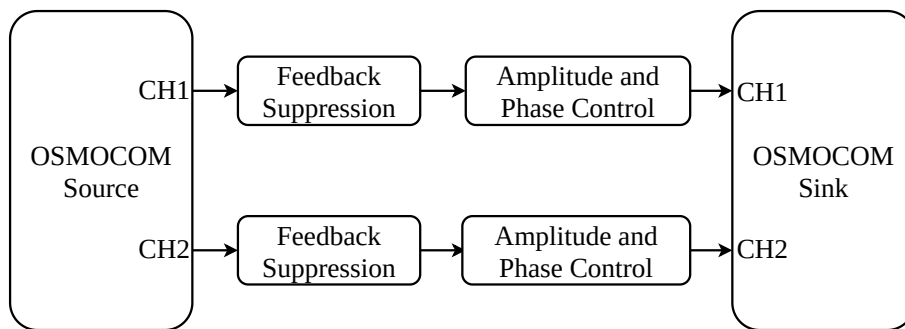 OSMOCOM
Source
CH1
Feedback
Suppression
Amplitude and
Phase Control
CH1
CH2
Feedback
Suppression
Amplitude and
Phase Control
CH2
OSMOCOM
Sink